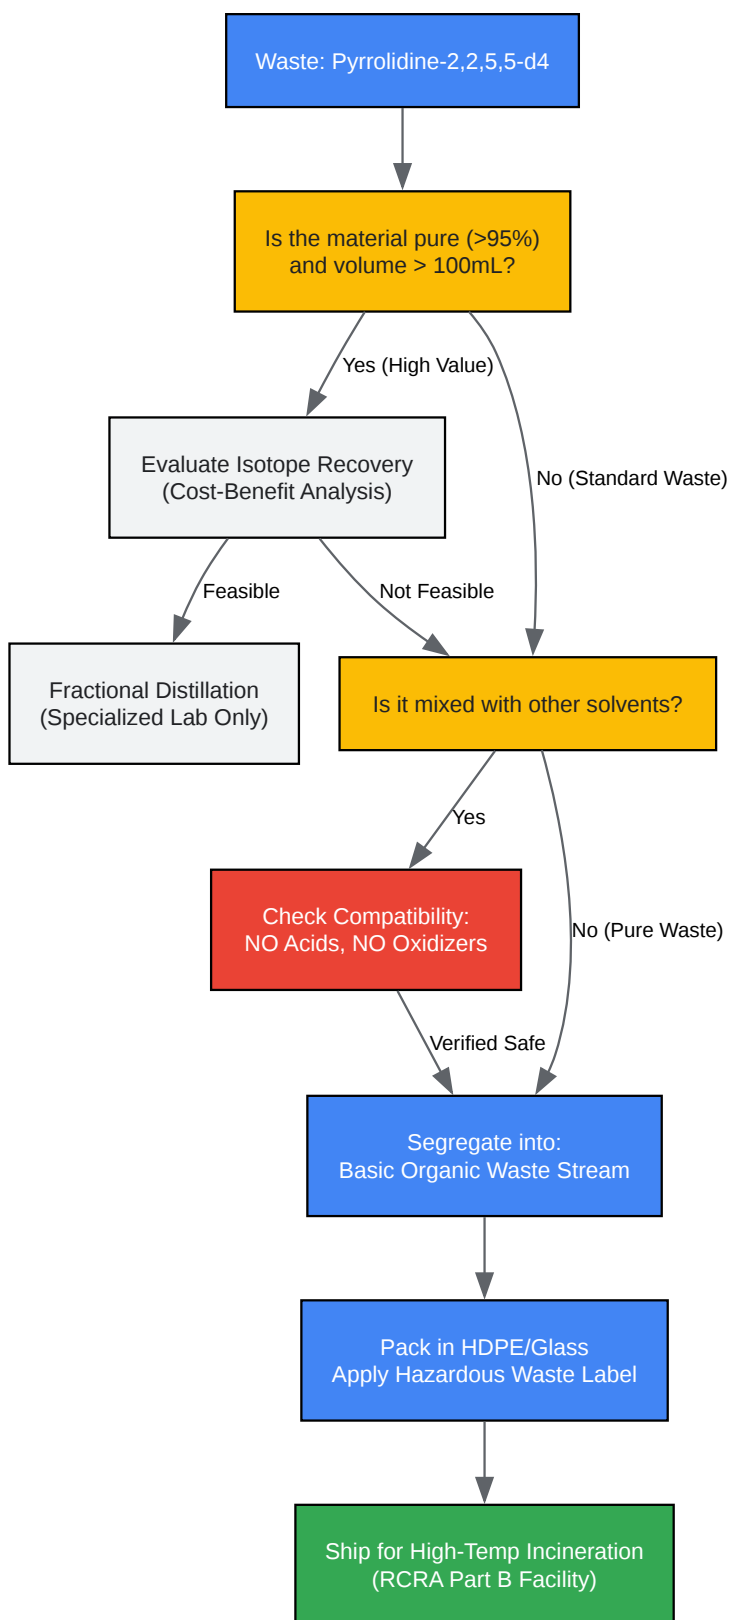 Waste: Pyrrolidine-2,2,5,5-d4
Is the material pure (>95%)
and volume > 100mL?
Yes (High Value)
No (Standard Waste)
Evaluate Isotope Recovery
(Cost-Benefit Analysis)
Feasible
Not Feasible
Fractional Distillation
(Specialized Lab Only)
Is it mixed with other solvents?
Yes
No (Pure Waste)
Check Compatibility:
NO Acids, NO Oxidizers
Verified Safe
Segregate into:
Basic Organic Waste Stream
Pack in HDPE/Glass
Apply Hazardous Waste Label
Ship for High-Temp Incineration
(RCRA Part B Facility)